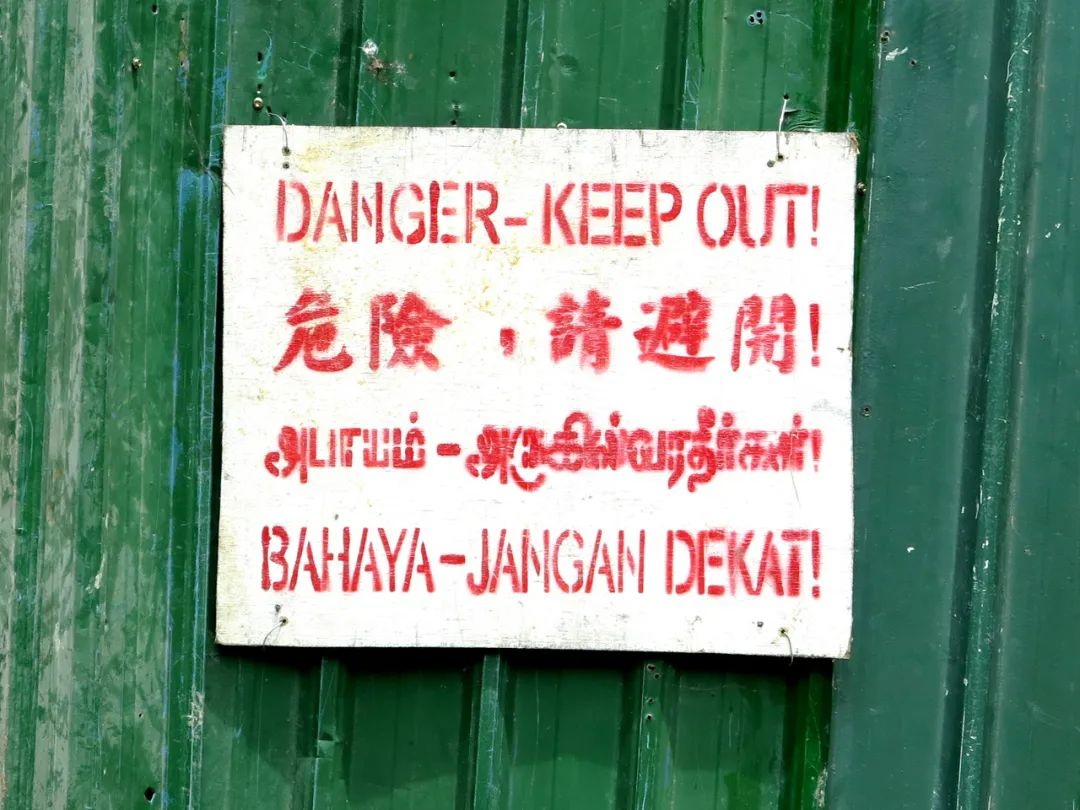 DANGER-KEEP OUT!
危險，請避開!
அபாயம்-அருகில்வராதீர்கள்!
BAHAYA-JANGAN DEKAT!